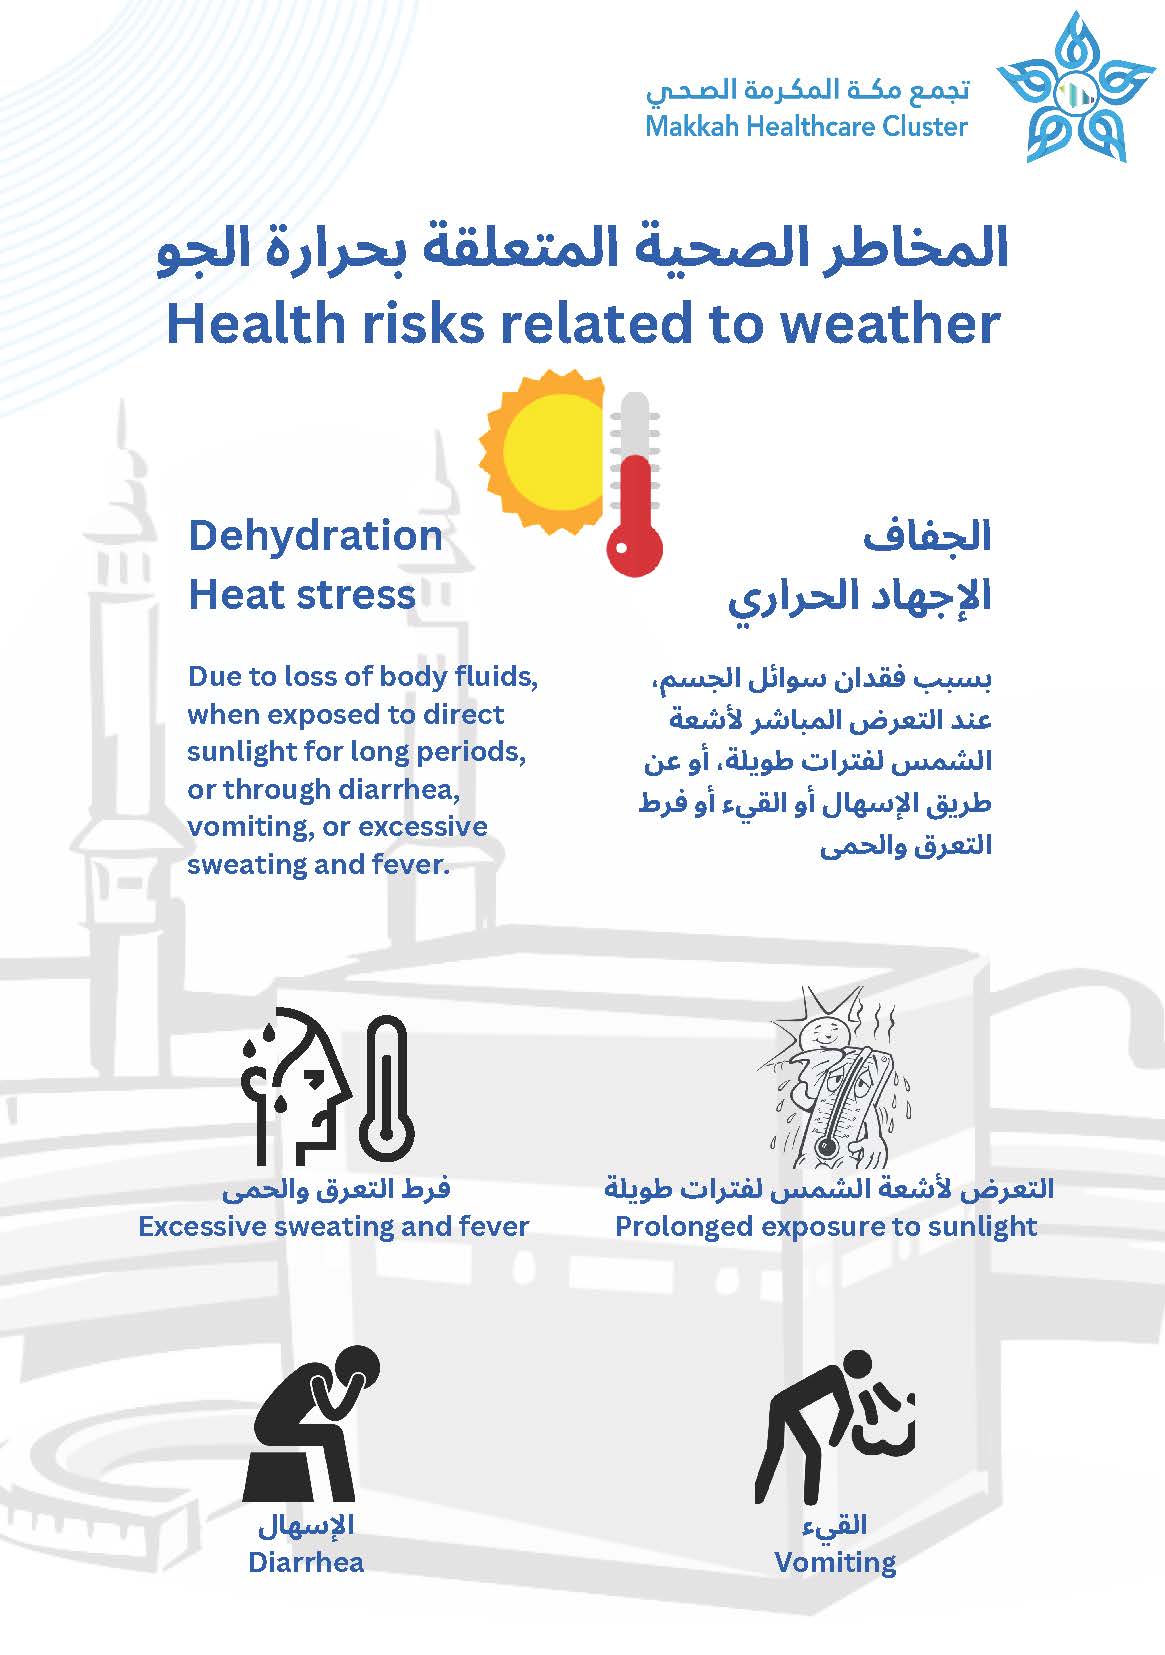 تجمع مكة المكرمة الصحي
Makkah Healthcare Cluster
المخاطر الصحية المتعلقة بحرارة الجو
Health risks related to weather
الجفاف
الإجهاد الحراري
بسبب فقدان سوائل الجسم،
عند التعرض المباشر لأشعة
الشمس لفترات طويلة، أو عن
طريق الإسهال أو القيء أو فرط
التعرق والحمى
Dehydration
Heat stress
Due to loss of body fluids,
when exposed to direct
sunlight for long periods,
or through diarrhea,
vomiting, or excessive
sweating and fever.
التعرض لأشعة الشمس لفترات طويلة
Prolonged exposure to sunlight
فرط التعرق والحمى
Excessive sweating and fever
القيء
Vomiting
الإسهال
Diarrhea